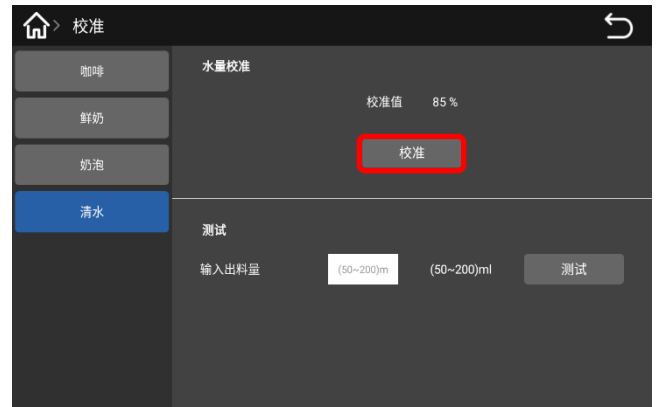 校准
咖啡
鲜奶
奶泡
清水
水量校准
校准值 85 %
校准
测试
输入出料量 (50~200)m (50~200)ml 测试